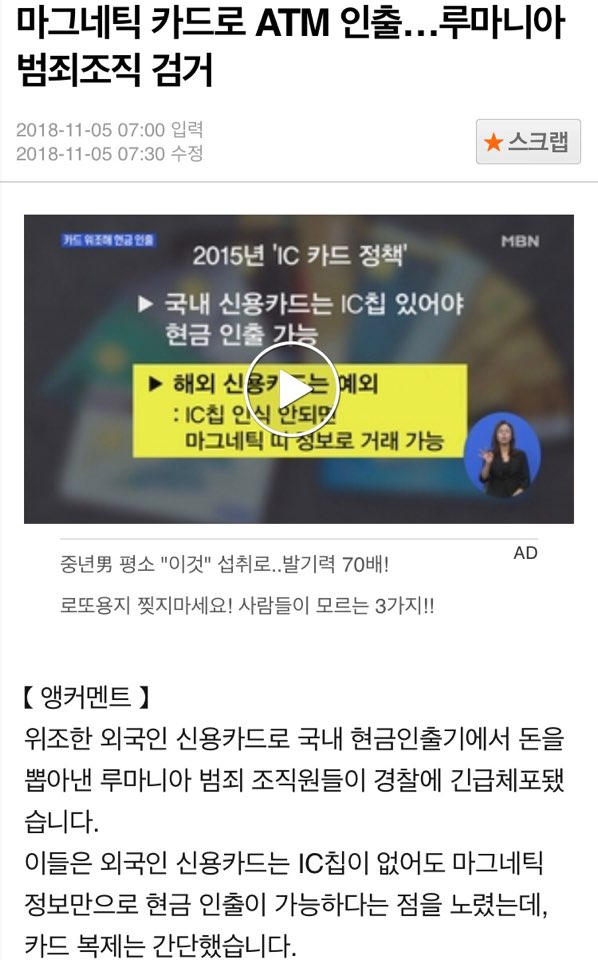 마그네틱 카드로 ATM 인출…루마니아
범죄조직 검거
2018-11-05 07:00 입력
2018-11-05 07:30 수정
스크랩
카드 위조해 현금 인출
MBN
2015년 'IC 카드 정책'
▶ 국내 신용카드는 IC칩 있어야
현금 인출 가능
▶ 해외 신용카드는 예외
: IC칩 인식 안되면
마그네틱 띠 정보로 거래 가능
중년男 평소 "이것" 섭취로..발기력 70배!
AD
로또용지 찢지마세요! 사람들이 모르는 3가지!!
【 앵커멘트 】
위조한 외국인 신용카드로 국내 현금인출기에서 돈을
뽑아낸 루마니아 범죄 조직원들이 경찰에 긴급체포됐
습니다.
이들은 외국인 신용카드는 IC칩이 없어도 마그네틱
정보만으로 현금 인출이 가능하다는 점을 노렸는데,
카드 복제는 간단했습니다.